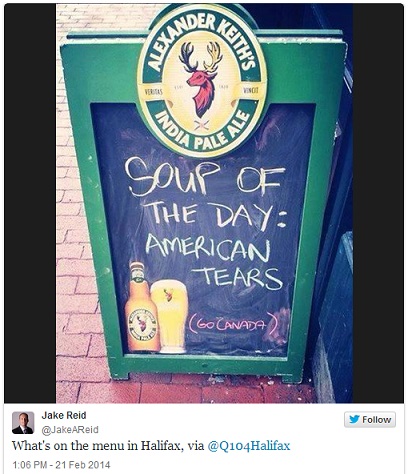 ALEXANDER KEITH'S
VERITAS
VINCIT
INDIA PALE ALE
SOUP OF
THE DAY:
AMERICAN
TEARS
(GO CANADA)
Jake Reid
@JakeAReid
Follow
What's on the menu in Halifax, via @Q104Halifax
1:06 PM - 21 Feb 2014